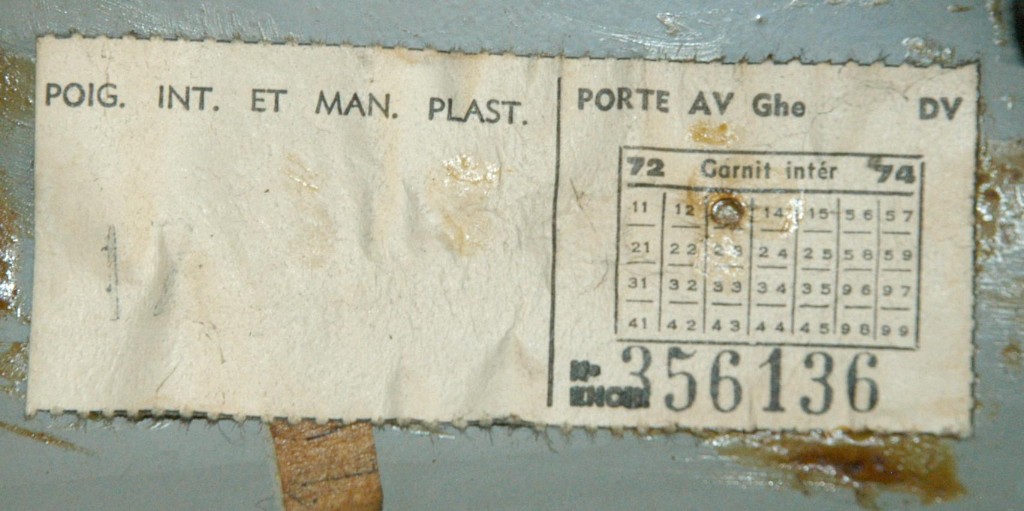 POIG. INT. ET MAN. PLAST.
PORTE AV Ghe DV
72 Garnit intér 74
11 12 14 15 56 57
21 22 23 24 25 58 59
31 32 33 34 35 96 97
41 42 43 44 45 98 99
No 356136